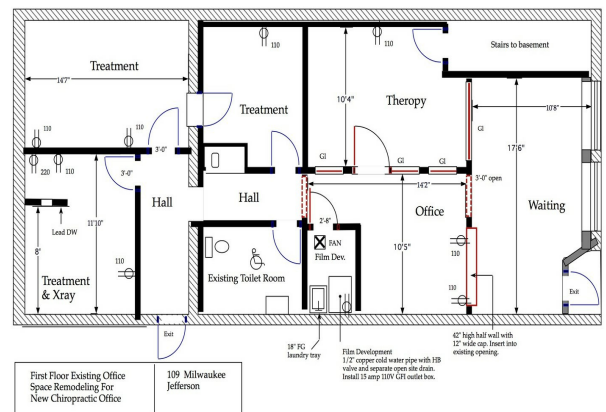 110
110
Stairs to basement
Treatment
14'7"
110
110
3'-0"
Treatment
10'4"
Theropy
10'8"
17'6"
Gl
220
110
3'-0"
Gl
Gl
Gl
14'2"
3'-0" open
Hall
Hall
Office
Waiting
Lead DW
11'10"
8"
2'-8"
FAN
Film Dev.
10'5"
110
110
110
Treatment
& Xray
Existing Toilet Room
Exit
Exit
18" FG
laundry tray
Film Development
1/2" copper cold water pipe with HB
valve and separate open site drain.
Install 15 amp 110V GFI outlet box.
42" high half wall with
12" wide cap. Insert into
existing opening.
First Floor Existing Office
Space Remodeling For
New Chiropractic Office
109 Milwaukee
Jefferson